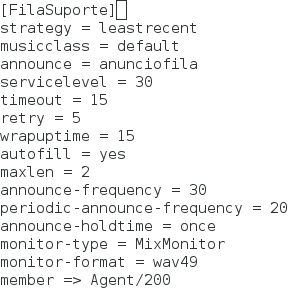 [FilaSuporte]
strategy = leastrecent
musicclass = default
announce = anunciofila
servicelevel = 30
timeout = 15
retry = 5
wrapuptime = 15
autofill = yes
maxlen = 2
announce-frequency = 30
periodic-announce-frequency = 20
announce-holdtime = once
monitor-type = MixMonitor
monitor-format = wav49
member => Agent/200